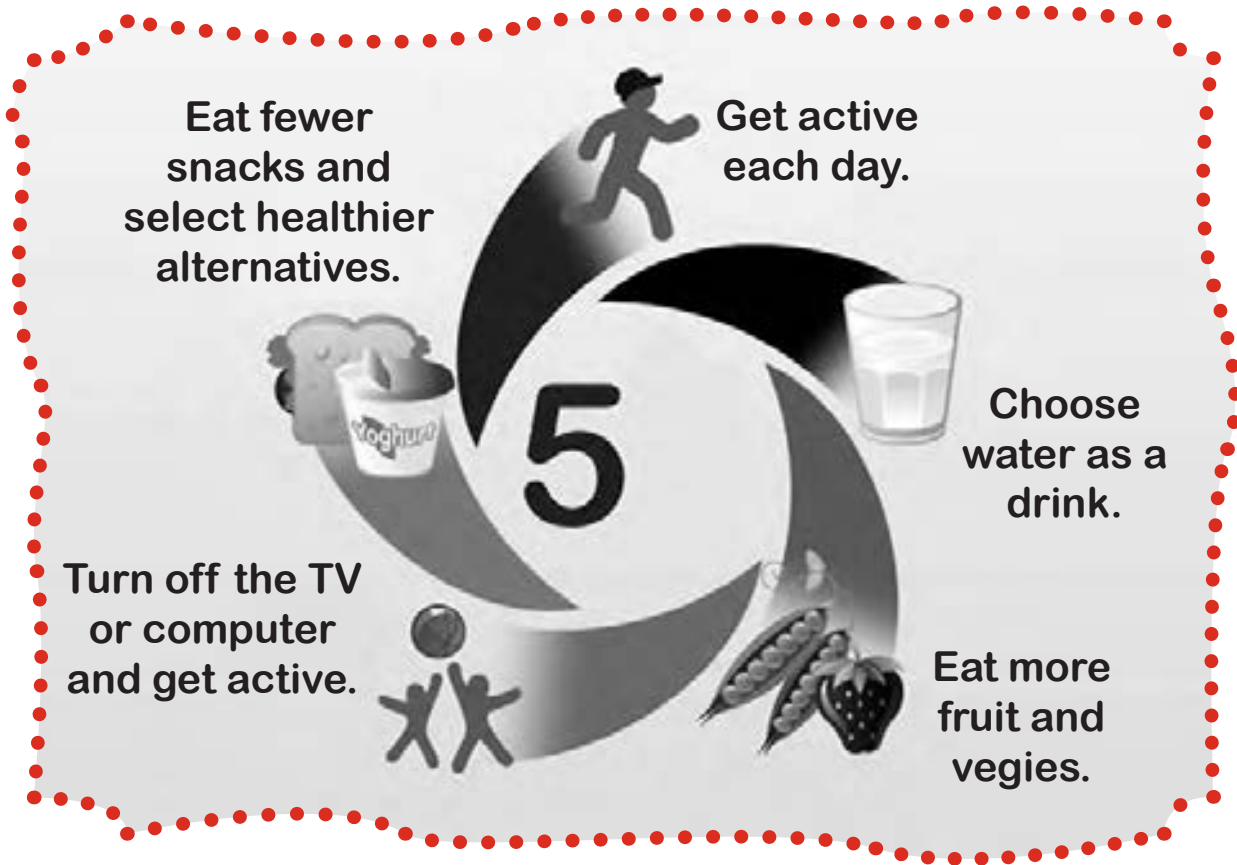 Get active
each day.
Choose
water as a
drink.
Eat more
fruit and
vegies.
Turn off the TV
or computer
and get active.
Eat fewer
snacks and
select healthier
alternatives.
Yoghurt
5